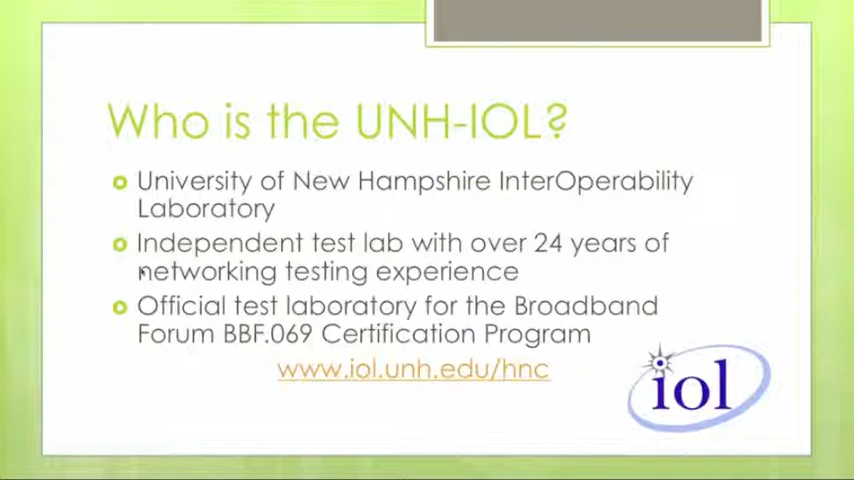 Who is the UNH-IOL?
University of New Hampshire InterOperability
Laboratory
Independent test lab with over 24 years of
networking testing experience
Official test laboratory for the Broadband
Forum BBF.069 Certification Program
www.iol.unh.edu/hnc
iol